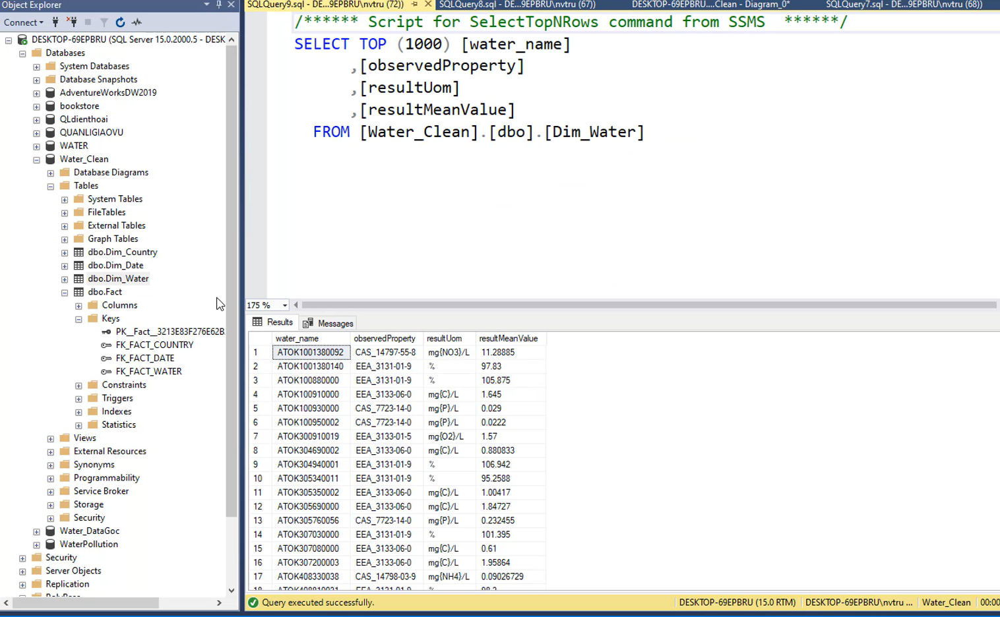 Object Explorer
Connect
DESKTOP-69EPBRU (SQL Server 15.0.2000.5 - DESK
Databases
System Databases
Database Snapshots
AdventureWorksDW2019
bookstore
QLdienthoai
QUANLIGIAOVU
WATER
Water_Clean
Database Diagrams
Tables
System Tables
FileTables
External Tables
Graph Tables
dbo.Dim_Country
dbo.Dim_Date
dbo.Dim_Water
dbo.Fact
Columns
Keys
PK__Fact__3213E83F276E62B
FK_FACT_COUNTRY
FK_FACT_DATE
FK_FACT_WATER
Constraints
Triggers
Indexes
Statistics
Views
External Resources
Synonyms
Programmability
Service Broker
Storage
Security
Water_DataGoc
WaterPollution
Security
Server Objects
Replication
PolyBase
SQLQuery9.sql - DE...9EPBRU\nvtru (72)) SQLQuery8.sql - DE...9EPBRU\nvtru (67)) DESKTOP-69EPBRU....Clean - Diagram_0* SQLQuery7.sql - DE...9EPBRU\nvtru (68))
/****** Script for SelectTopNRows command from SSMS  ******/
SELECT TOP (1000) [water_name]
,[observedProperty]
,[resultUom]
,[resultMeanValue]
FROM [Water_Clean].[dbo].[Dim_Water]
175 %
Results Messages
water_name observedProperty resultUom resultMeanValue
1 ATOK1001380092 CAS_14797-55-8 mg{NO3}/L 11.28885
2 ATOK1001380140 EEA_3131-01-9 % 97.83
3 ATOK100880000 EEA_3131-01-9 % 105.875
4 ATOK100910000 EEA_3133-06-0 mg{C}/L 1.645
5 ATOK100930000 CAS_7723-14-0 mg{P}/L 0.029
6 ATOK100950002 CAS_7723-14-0 mg{P}/L 0.0222
7 ATOK300910019 EEA_3133-01-5 mg{O2}/L 1.57
8 ATOK304690002 EEA_3133-06-0 mg{C}/L 0.880833
9 ATOK304940001 EEA_3131-01-9 % 106.942
10 ATOK305340011 EEA_3131-01-9 % 95.2588
11 ATOK305350002 EEA_3133-06-0 mg{C}/L 1.00417
12 ATOK305690000 EEA_3133-06-0 mg{C}/L 1.84727
13 ATOK305760056 CAS_7723-14-0 mg{P}/L 0.232455
14 ATOK307030000 EEA_3131-01-9 % 101.395
15 ATOK307080000 EEA_3133-06-0 mg{C}/L 0.61
16 ATOK307200003 EEA_3133-06-0 mg{C}/L 1.95864
17 ATOK408330038 CAS_14798-03-9 mg{NH4}/L 0.09026729
Query executed successfully. DESKTOP-69EPBRU (15.0 RTM) DESKTOP-69EPBRU\nvtru ... Water_Clean 00:00